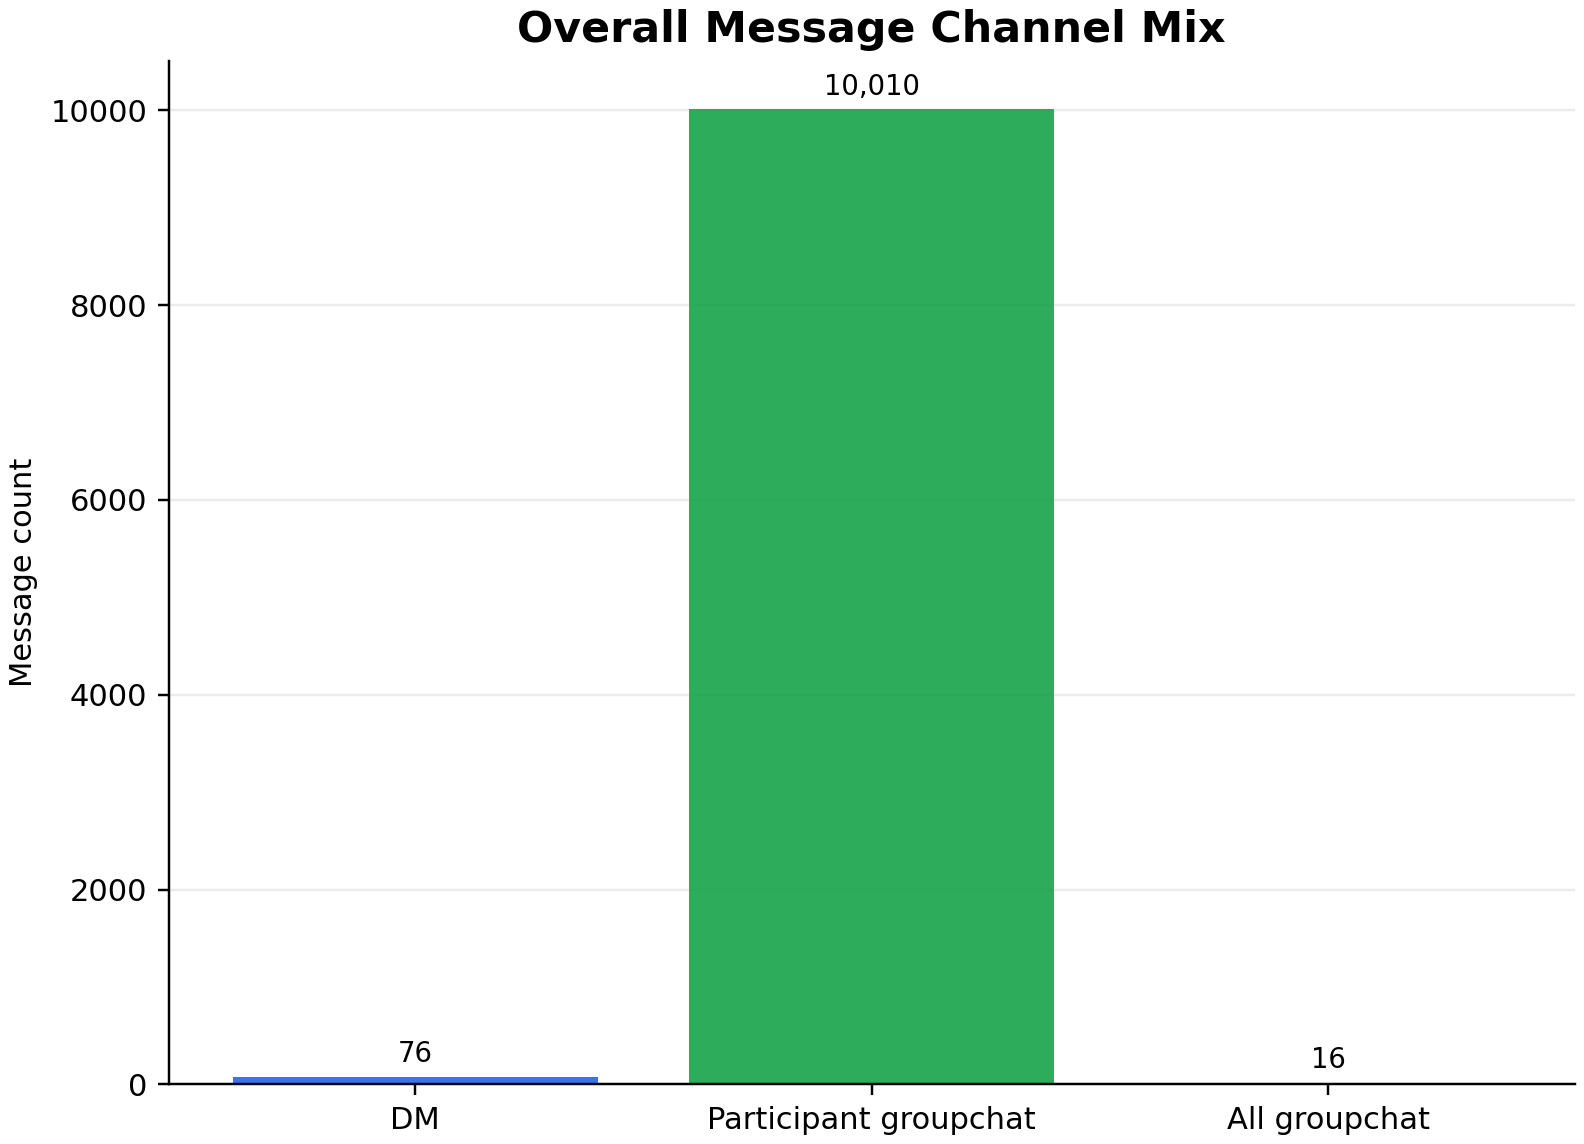 Overall Message Channel Mix
10,010
10000
8000
6000
4000
2000
0
Message count
76
16
DM
Participant groupchat
All groupchat